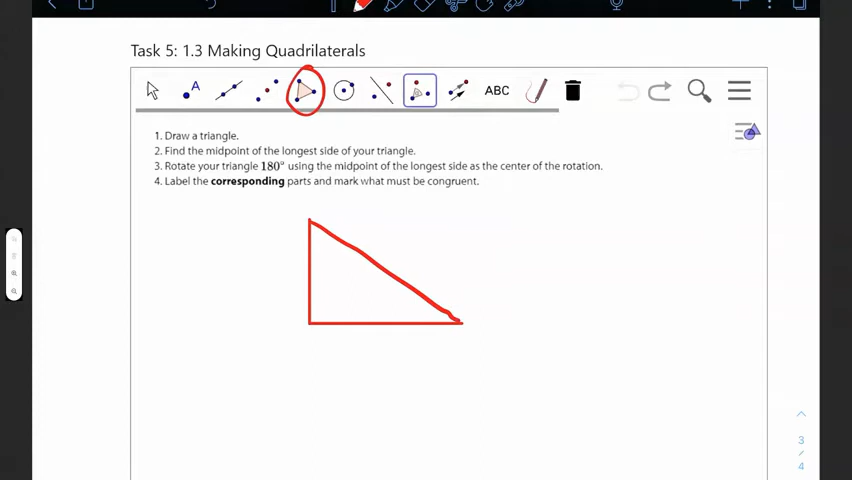 Task 5: 1.3 Making Quadrilaterals
A
ABC
1. Draw a triangle.
2. Find the midpoint of the longest side of your triangle.
3. Rotate your triangle 180° using the midpoint of the longest side as the center of the rotation.
4. Label the corresponding parts and mark what must be congruent.
3
/
4